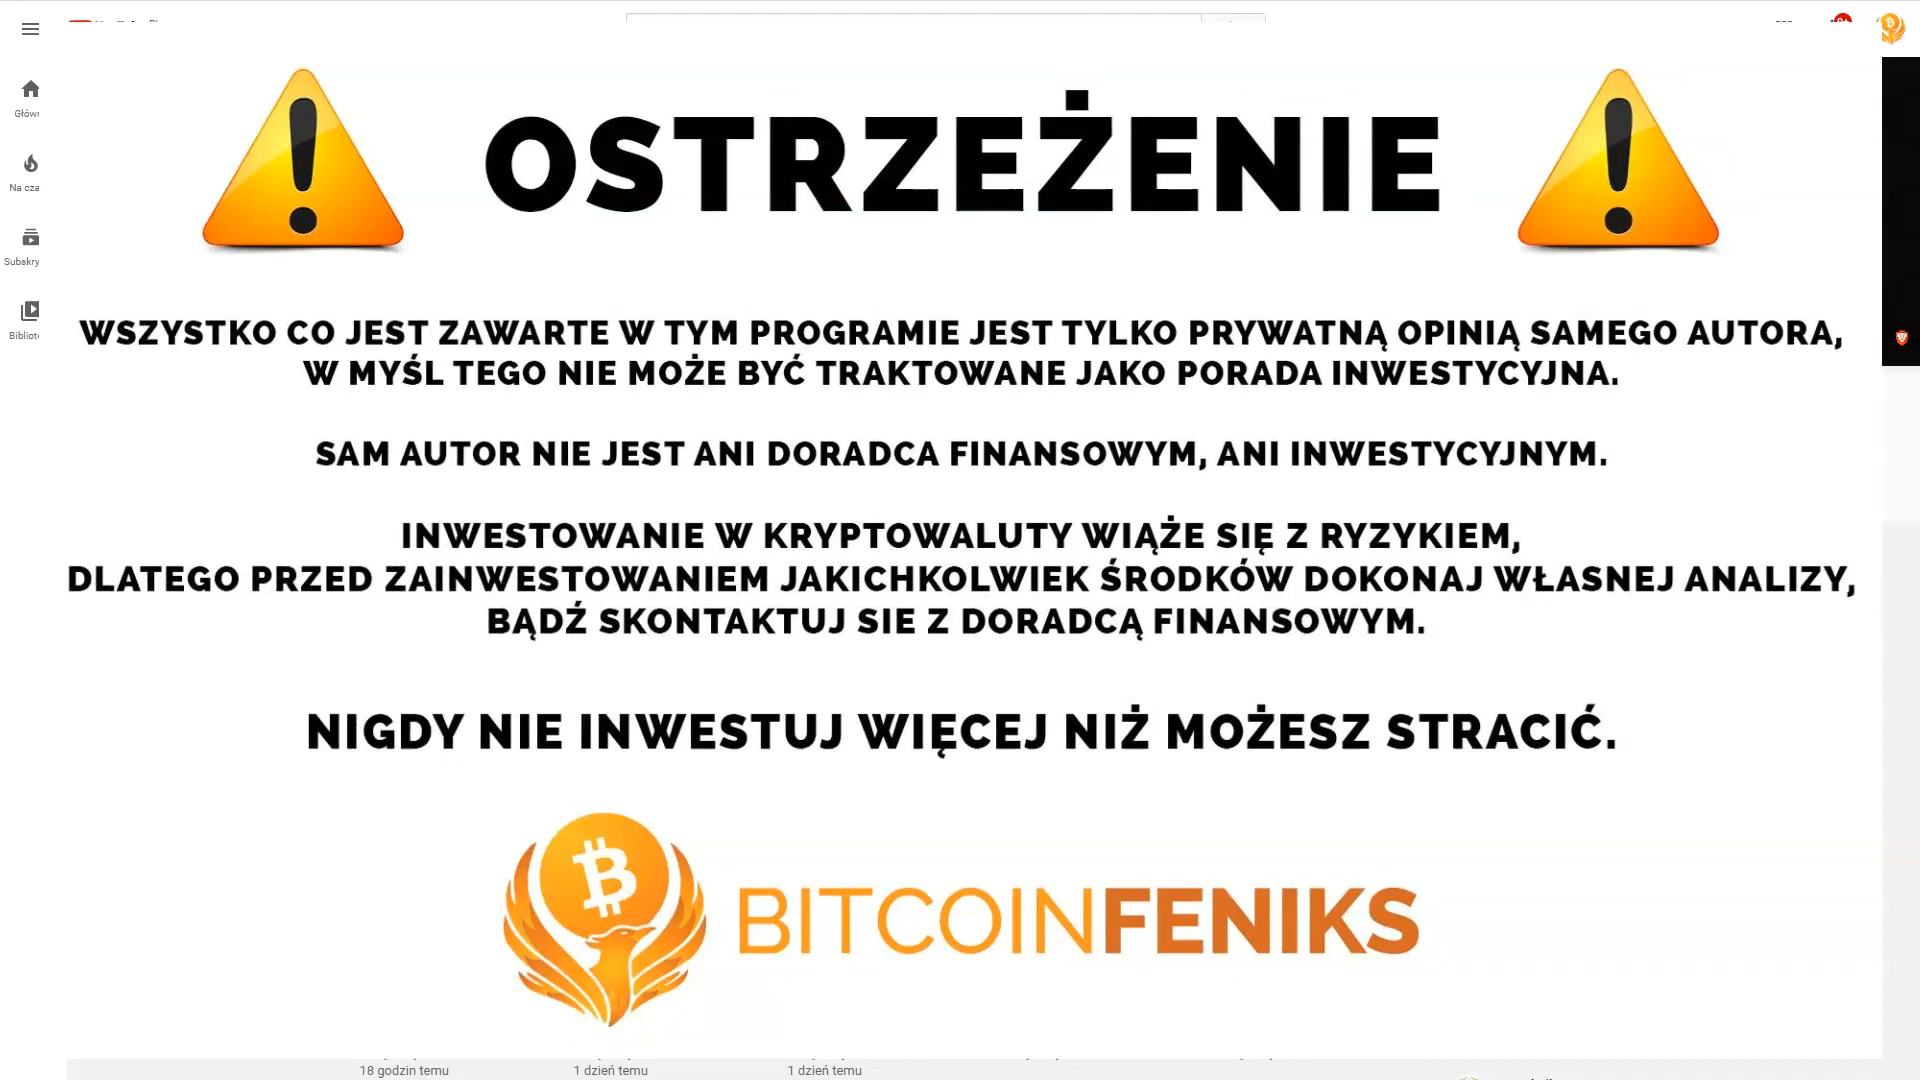 OSTRZEŻENIE
WSZYSTKO CO JEST ZAWARTE W TYM PROGRAMIE JEST TYLKO PRYWATNĄ OPINIĄ SAMEGO AUTORA,
W MYŚL TEGO NIE MOŻE BYĆ TRAKTOWANE JAKO PORADA INWESTYCYJNA.
SAM AUTOR NIE JEST ANI DORADCA FINANSOWYM, ANI INWESTYCYJNYM.
INWESTOWANIE W KRYPTOWALUTY WIĄŻE SIĘ Z RYZYKIEM,
DLATEGO PRZED ZAINWESTOWANIEM JAKICHKOLWIEK ŚRODKÓW DOKONAJ WŁASNEJ ANALIZY,
BĄDŹ SKONTAKTUJ SIE Z DORADCĄ FINANSOWYM.
NIGDY NIE INWESTUJ WIĘCEJ NIŻ MOŻESZ STRACIĆ.
BITCOINFENIKS
18 godzin temu 1 dzień temu 1 dzień temu